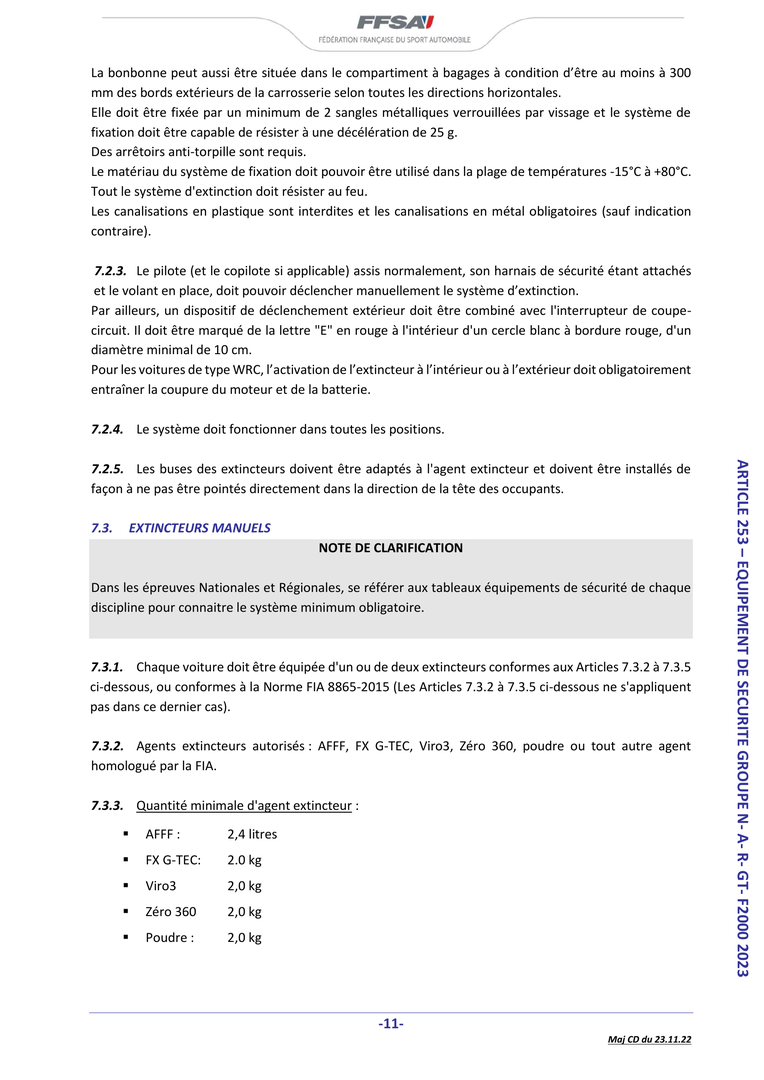 FFSA
FÉDÉRATION FRANÇAISE DU SPORT AUTOMOBILE
La bonbonne peut aussi être située dans le compartiment à bagages à condition d’être au moins à 300
mm des bords extérieurs de la carrosserie selon toutes les directions horizontales.
Elle doit être fixée par un minimum de 2 sangles métalliques verrouillées par vissage et le système de
fixation doit être capable de résister à une décélération de 25 g.
Des arrêtoirs anti-torpille sont requis.
Le matériau du système de fixation doit pouvoir être utilisé dans la plage de températures -15°C à +80°C.
Tout le système d'extinction doit résister au feu.
Les canalisations en plastique sont interdites et les canalisations en métal obligatoires (sauf indication
contraire).
7.2.3. Le pilote (et le copilote si applicable) assis normalement, son harnais de sécurité étant attachés
et le volant en place, doit pouvoir déclencher manuellement le système d’extinction.
Par ailleurs, un dispositif de déclenchement extérieur doit être combiné avec l'interrupteur de coupe-
circuit. Il doit être marqué de la lettre "E" en rouge à l'intérieur d'un cercle blanc à bordure rouge, d'un
diamètre minimal de 10 cm.
Pour les voitures de type WRC, l’activation de l’extincteur à l’intérieur ou à l’extérieur doit obligatoirement
entraîner la coupure du moteur et de la batterie.
7.2.4. Le système doit fonctionner dans toutes les positions.
7.2.5. Les buses des extincteurs doivent être adaptés à l'agent extincteur et doivent être installés de
façon à ne pas être pointés directement dans la direction de la tête des occupants.
7.3. EXTINCTEURS MANUELS
NOTE DE CLARIFICATION
Dans les épreuves Nationales et Régionales, se référer aux tableaux équipements de sécurité de chaque
discipline pour connaitre le système minimum obligatoire.
7.3.1. Chaque voiture doit être équipée d'un ou de deux extincteurs conformes aux Articles 7.3.2 à 7.3.5
ci-dessous, ou conformes à la Norme FIA 8865-2015 (Les Articles 7.3.2 à 7.3.5 ci-dessous ne s'appliquent
pas dans ce dernier cas).
7.3.2. Agents extincteurs autorisés : AFFF, FX G-TEC, Viro3, Zéro 360, poudre ou tout autre agent
homologué par la FIA.
7.3.3. Quantité minimale d'agent extincteur :
▪ AFFF : 2,4 litres
▪ FX G-TEC: 2.0 kg
▪ Viro3 2,0 kg
▪ Zéro 360 2,0 kg
▪ Poudre : 2,0 kg
ARTICLE 253 – EQUIPEMENT DE SECURITE GROUPE N- A- R- GT- F2000 2023
-11-
Maj CD du 23.11.22